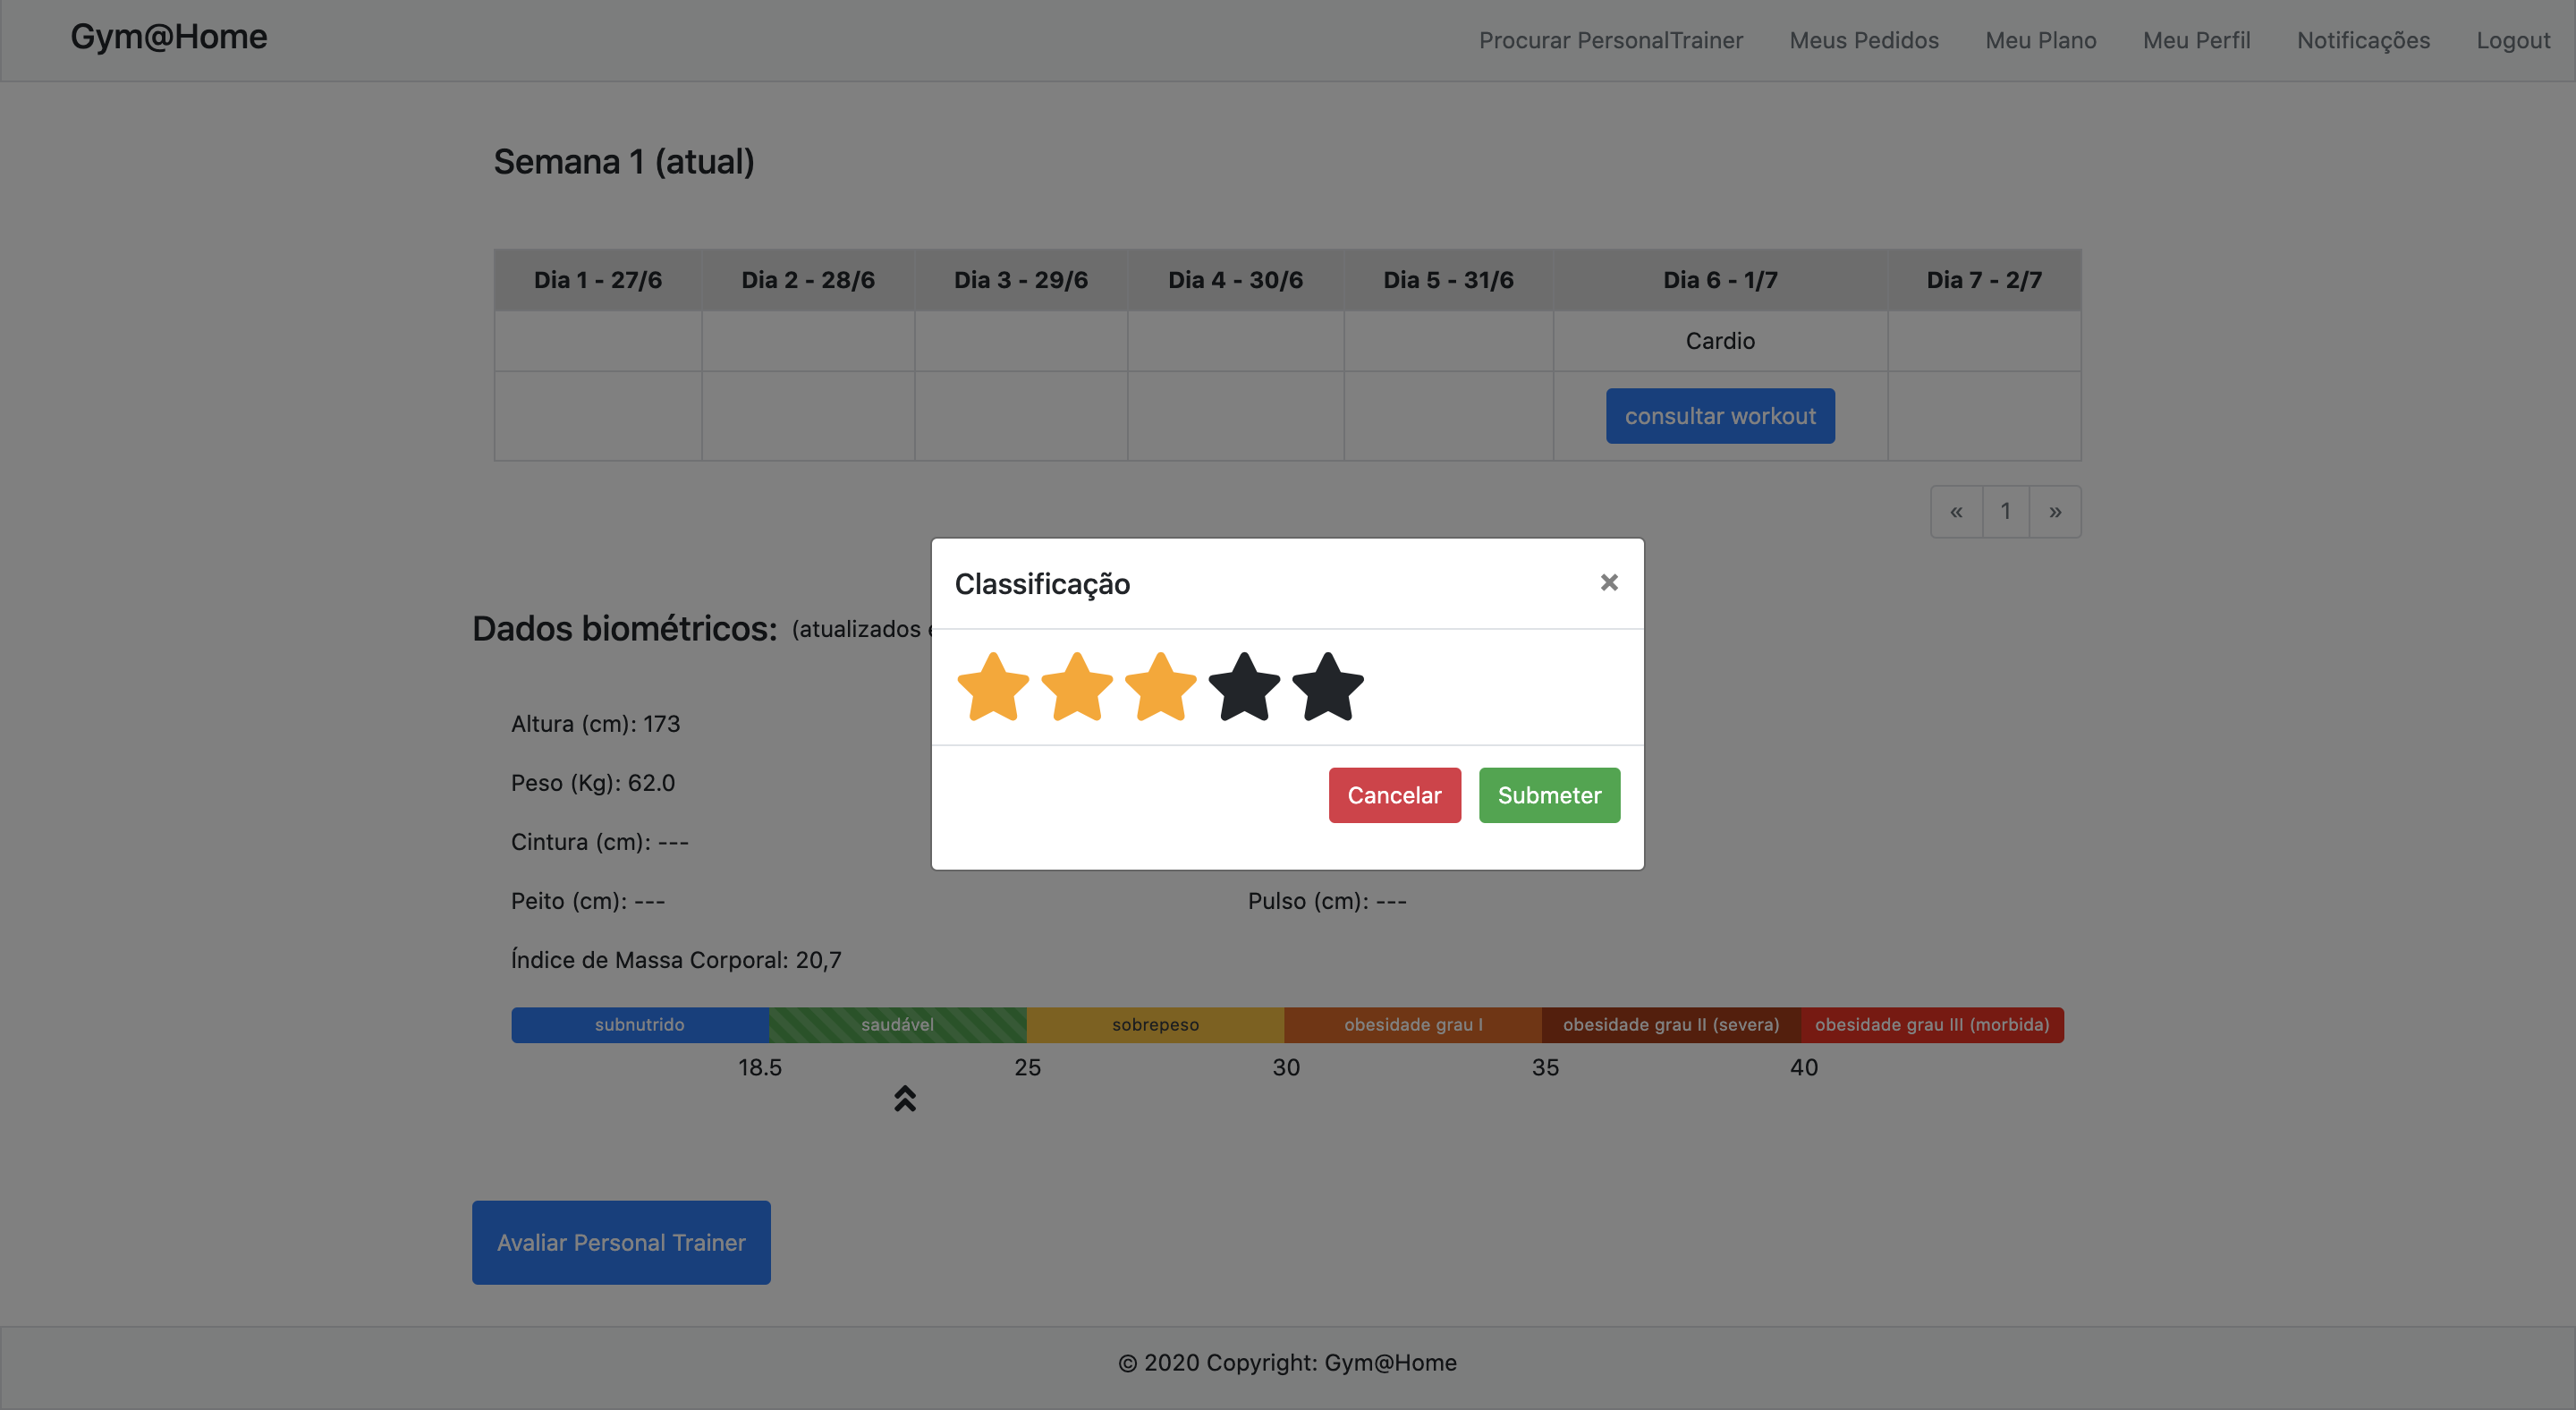 Gym@Home Procurar PersonalTrainer Meus Pedidos Meu Plano Meu Perfil Notificações Logout
Semana 1 (atual)
Dia 1 - 27/6 Dia 2 - 28/6 Dia 3 - 29/6 Dia 4 - 30/6 Dia 5 - 31/6 Dia 6 - 1/7 Dia 7 - 2/7
Cardio
consultar workout
« 1 »
Classificação ×
Dados biométricos: (atualizados
Altura (cm): 173
Peso (Kg): 62.0
Cancelar Submeter
Cintura (cm): ---
Peito (cm): --- Pulso (cm): ---
Índice de Massa Corporal: 20,7
subnutrido saudável sobrepeso obesidade grau I obesidade grau II (severa) obesidade grau III (morbida)
18.5 25 30 35 40
Avaliar Personal Trainer
© 2020 Copyright: Gym@Home